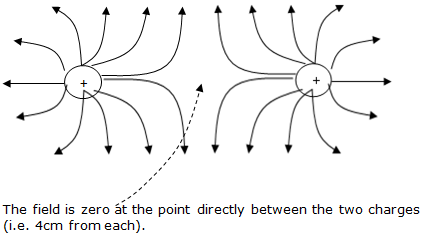 +
+
The field is zero at the point directly between the two charges
(i.e. 4cm from each).